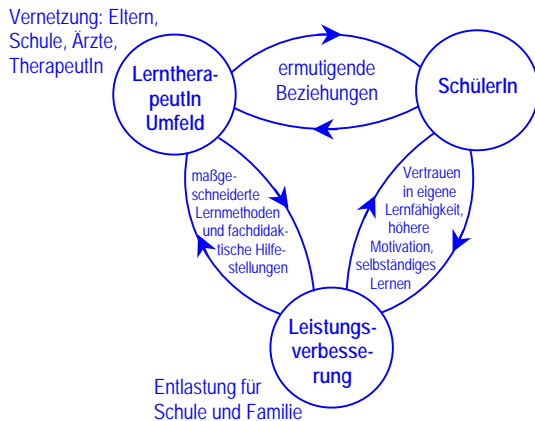 Vernetzung: Eltern,
Schule, Ärzte,
TherapeutIn
Lernthera-
peutIn
Umfeld
ermutigende
Beziehungen
SchülerIn
maßge-
schneiderte
Lernmethoden
und fachdidak-
tische Hilfe-
stellungen
Vertrauen
in eigene
Lernfähigkeit,
höhere
Motivation,
selbständiges
Lernen
Leistungs-
verbesse-
rung
Entlastung für
Schule und Familie